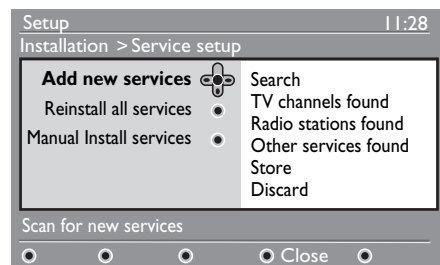 Setup 11:28
Installation > Service setup
Add new services
Reinstall all services
Manual Install services
Search
TV channels found
Radio stations found
Other services found
Store
Discard
Scan for new services
Close